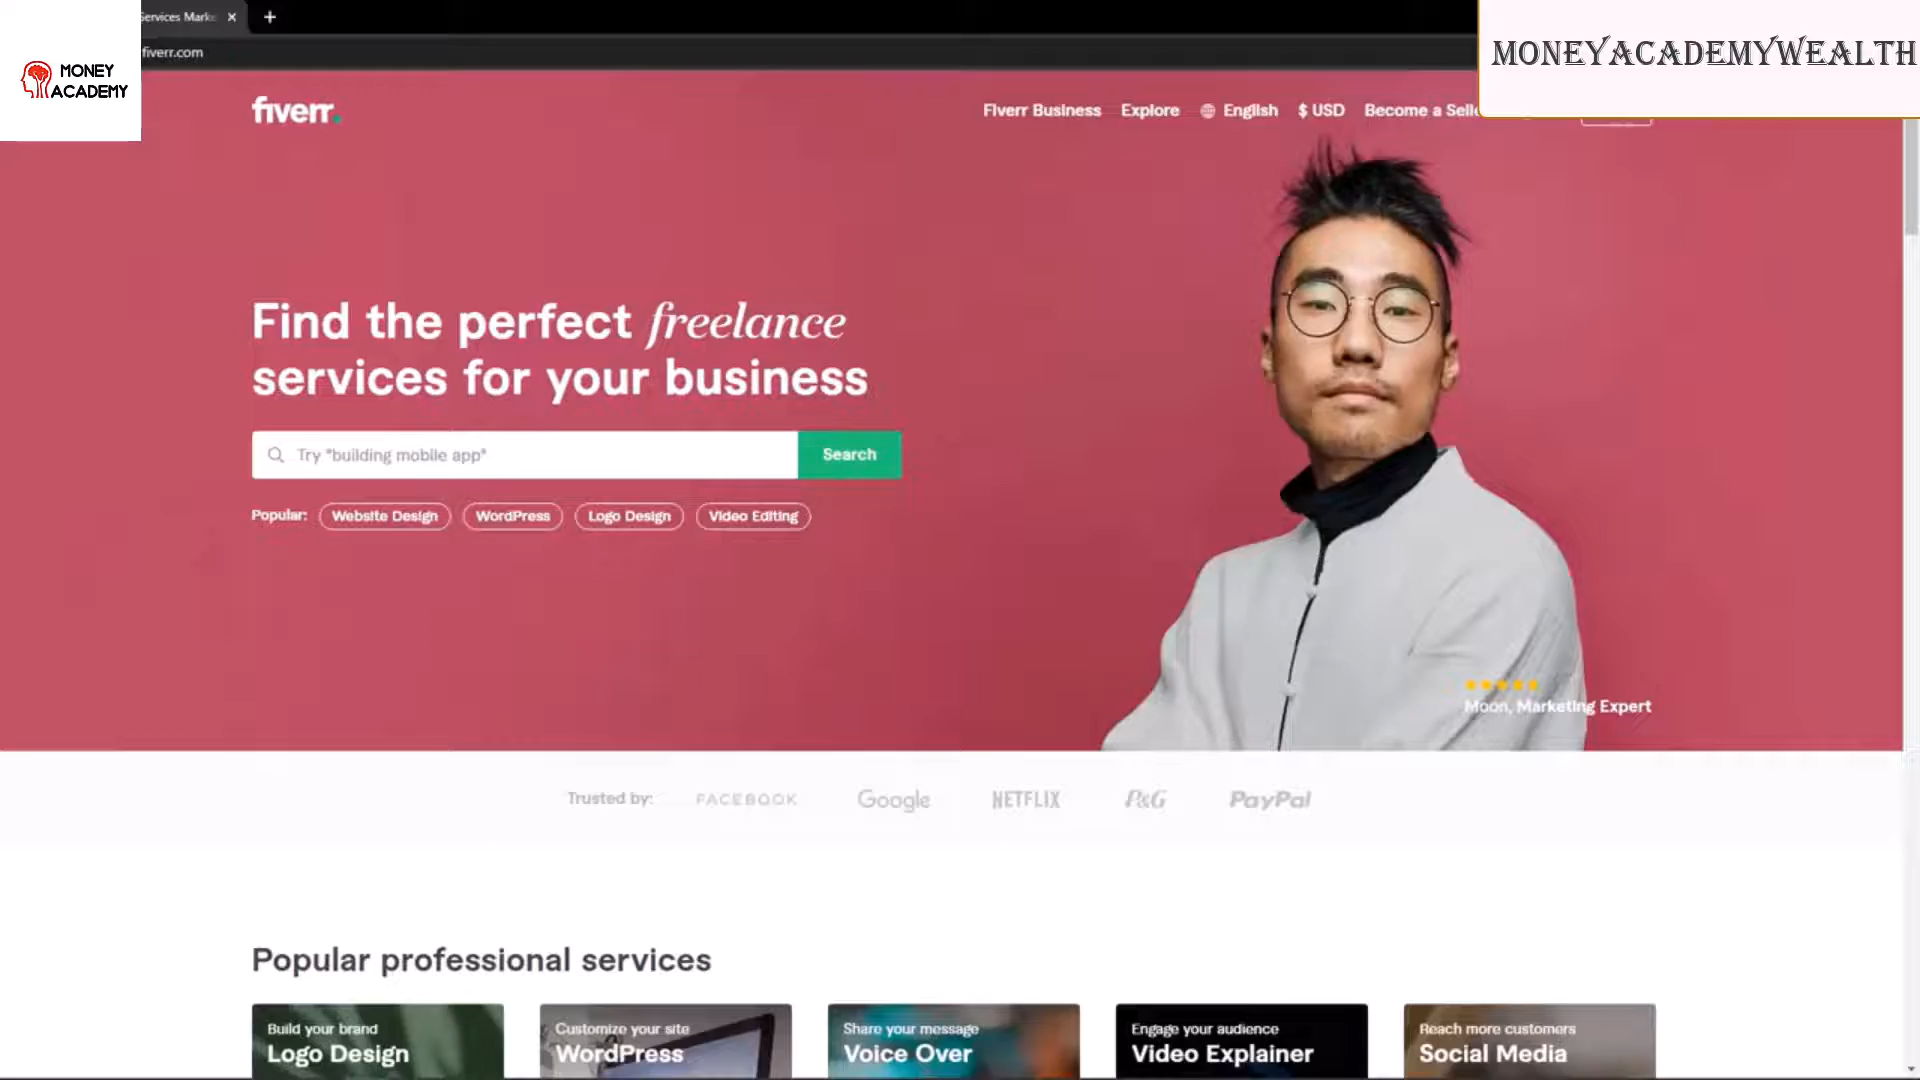 Services Mark
fiverr.com
MONEY
ACADEMY
MONEYACADEMYWEALTH
fiverr.
Fiverr Business Explore English $ USD Become a Selle
Find the perfect freelance
services for your business
Try "building mobile app"
Search
Popular: Website Design WordPress Logo Design Video Editing
Moon, Marketing Expert
Trusted by: FACEBOOK Google NETFLIX P&G PayPal
Popular professional services
Build your brand
Logo Design
Customize your site
WordPress
Share your message
Voice Over
Engage your audience
Video Explainer
Reach more customers
Social Media